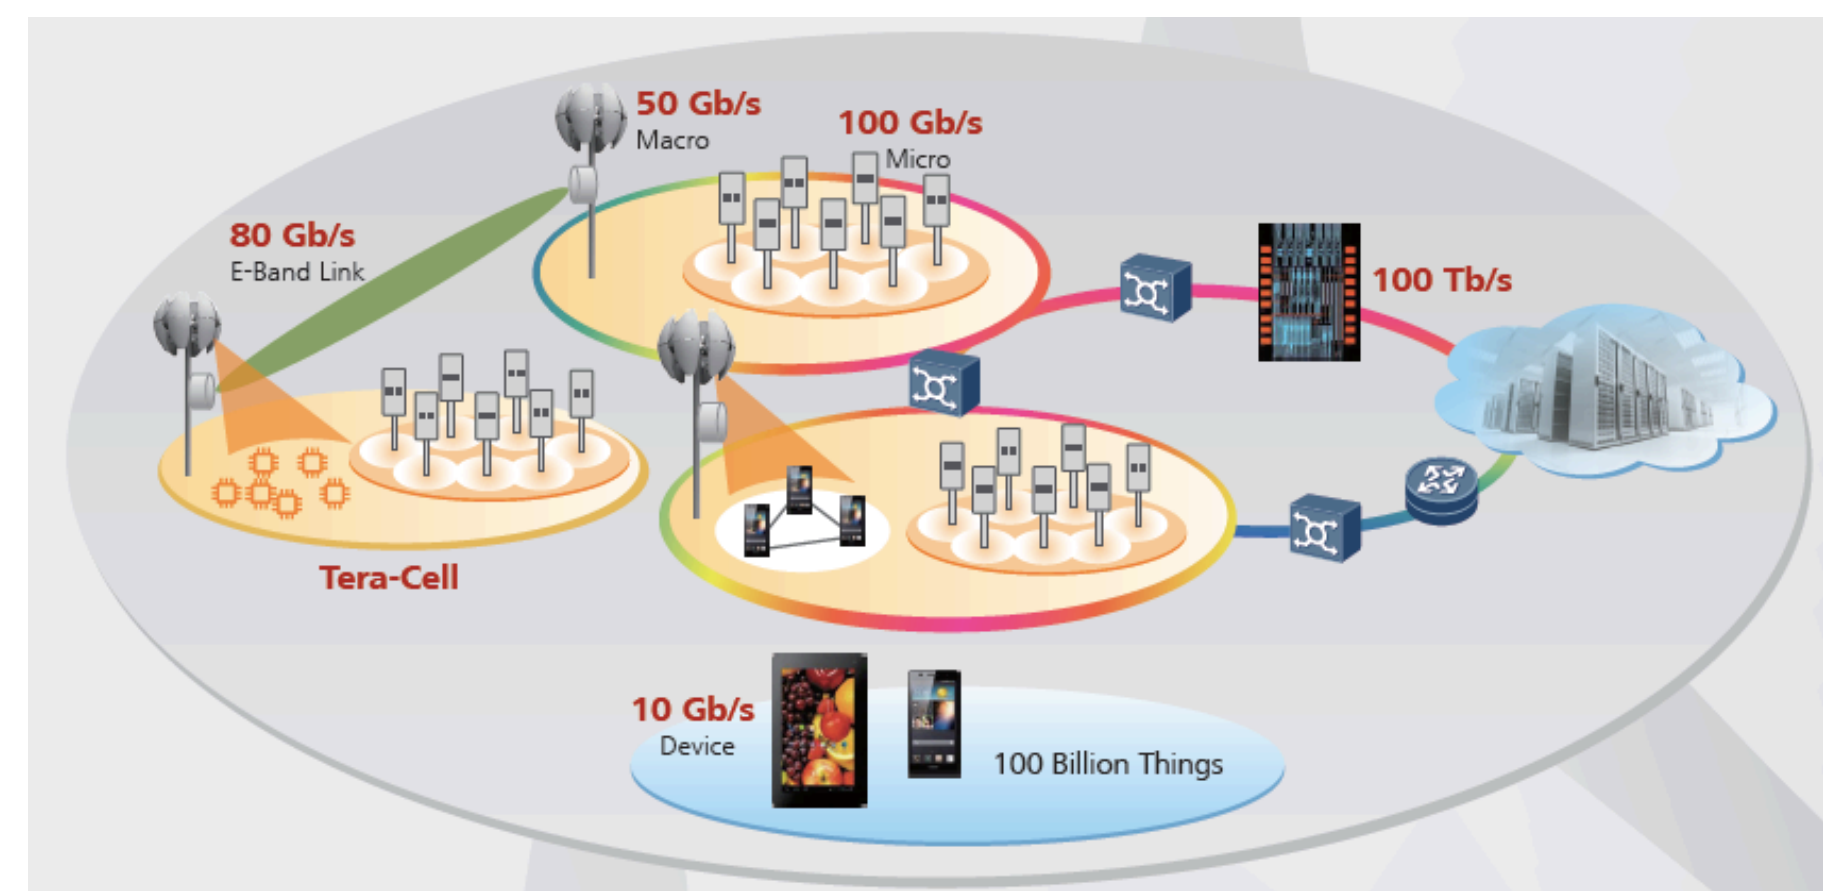 50 Gb/s
Macro
100 Gb/s
Micro
80 Gb/s
E-Band Link
100 Tb/s
Tera-Cell
10 Gb/s
Device
100 Billion Things